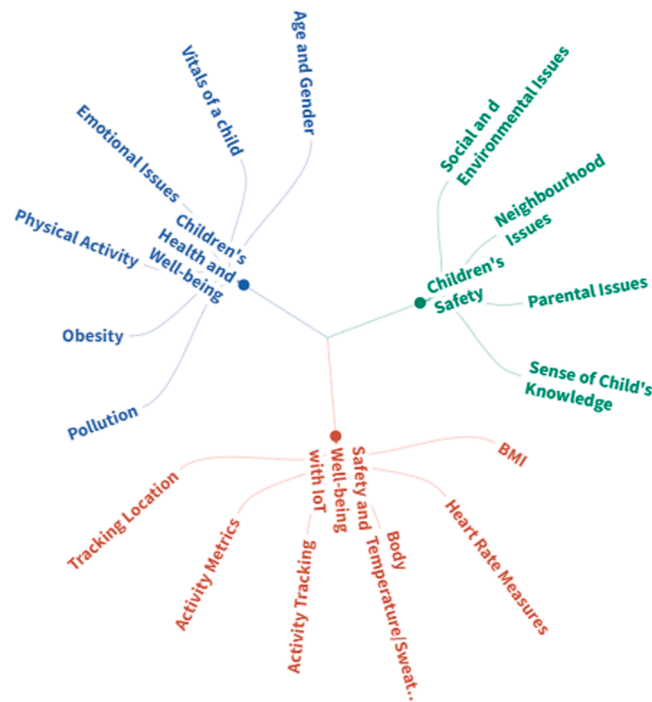 Age and Gender
Vitals of a child
Emotional Issues
Physical Activity
Obesity
Pollution
Children's
Health and
Well-being
Social an d
Environmental Issues
Neighbourhood
Issues
Parental Issues
Sense of Child's
Knowledge
Children's
Safety
Safety and
Well-being
with IoT
BMI
Heart Rate Measures
Body
Temperature/Sweat..
Activity Tracking
Activity Metrics
Tracking Location